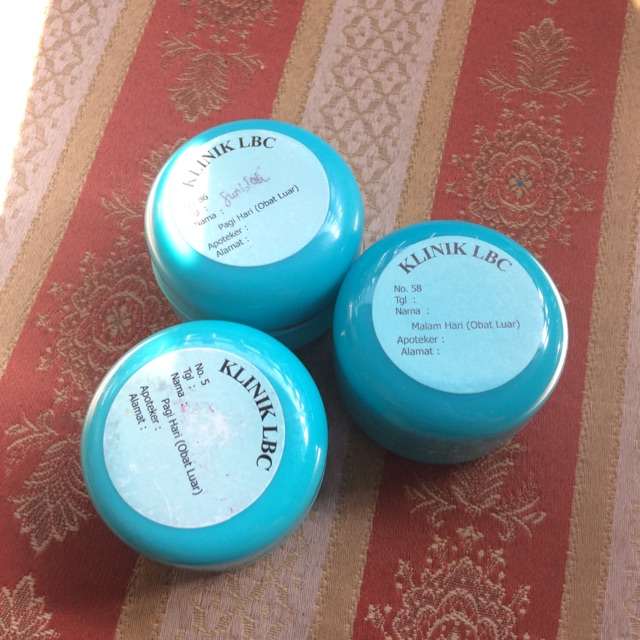 KLINIK LBC
Tgl :
Nama :
Pagi Hari (Obat Luar)
Apoteker :
Alamat :
KLINIK LBC
No. 58
Tgl :
Nama :
Malam Hari (Obat Luar)
Apoteker :
Alamat :
KLINIK LBC
No. 5
Tgl :
Nama :
Pagi Hari (Obat Luar)
Apoteker :
Alamat :